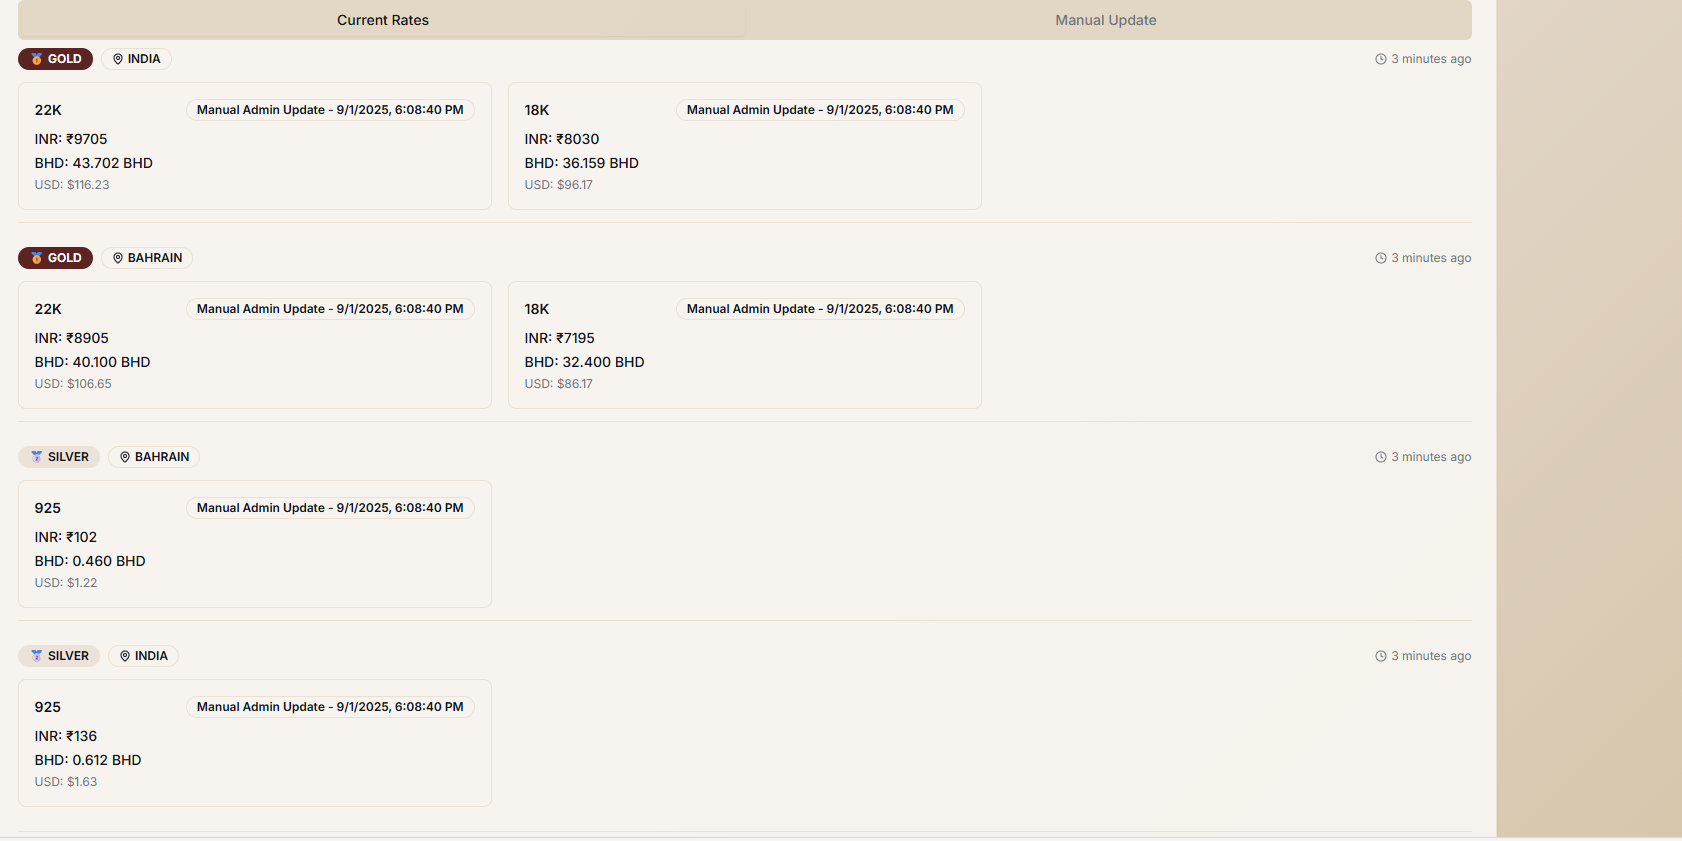 Current Rates
Manual Update
GOLD
INDIA
3 minutes ago
22K
Manual Admin Update - 9/1/2025, 6:08:40 PM
INR: ₹9705
BHD: 43.702 BHD
USD: $116.23
18K
Manual Admin Update - 9/1/2025, 6:08:40 PM
INR: ₹8030
BHD: 36.159 BHD
USD: $96.17
GOLD
BAHRAIN
3 minutes ago
22K
Manual Admin Update - 9/1/2025, 6:08:40 PM
INR: ₹8905
BHD: 40.100 BHD
USD: $106.65
18K
Manual Admin Update - 9/1/2025, 6:08:40 PM
INR: ₹7195
BHD: 32.400 BHD
USD: $86.17
SILVER
BAHRAIN
3 minutes ago
925
Manual Admin Update - 9/1/2025, 6:08:40 PM
INR: ₹102
BHD: 0.460 BHD
USD: $1.22
SILVER
INDIA
3 minutes ago
925
Manual Admin Update - 9/1/2025, 6:08:40 PM
INR: ₹136
BHD: 0.612 BHD
USD: $1.63